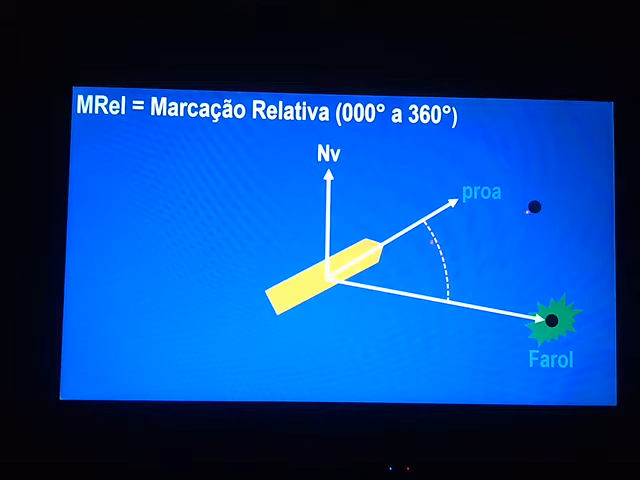 MRel = Marcação Relativa (000° a 360°)
Nv
proa
Farol